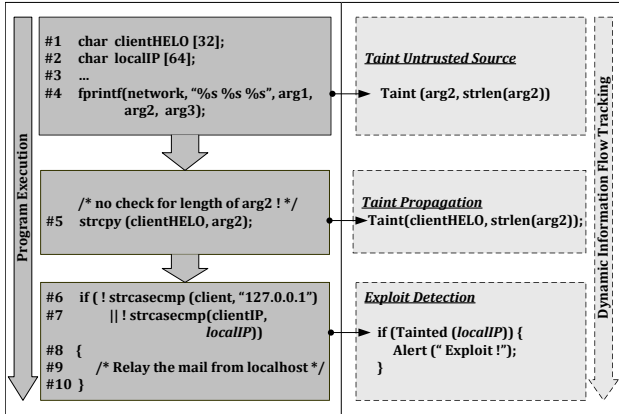 Program Execution
#1 char clientHELO [32];
#2 char localIP [64];
#3 ...
#4 fprintf(network, “%s %s %s”, arg1,
arg2, arg3);
/* no check for length of arg2 ! */
#5 strcpy (clientHELO, arg2);
#6 if ( ! strcasecmp (client, “127.0.0.1”)
#7 || ! strcasecmp(clientIP,
localIP))
#8 {
#9 /* Relay the mail from localhost */
#10 }
Taint Untrusted Source
Taint (arg2, strlen(arg2))
Taint Propagation
Taint(clientHELO, strlen(arg2));
Exploit Detection
if (Tainted (localIP)) {
Alert (“ Exploit !”);
}
Dynamic Information Flow Tracking